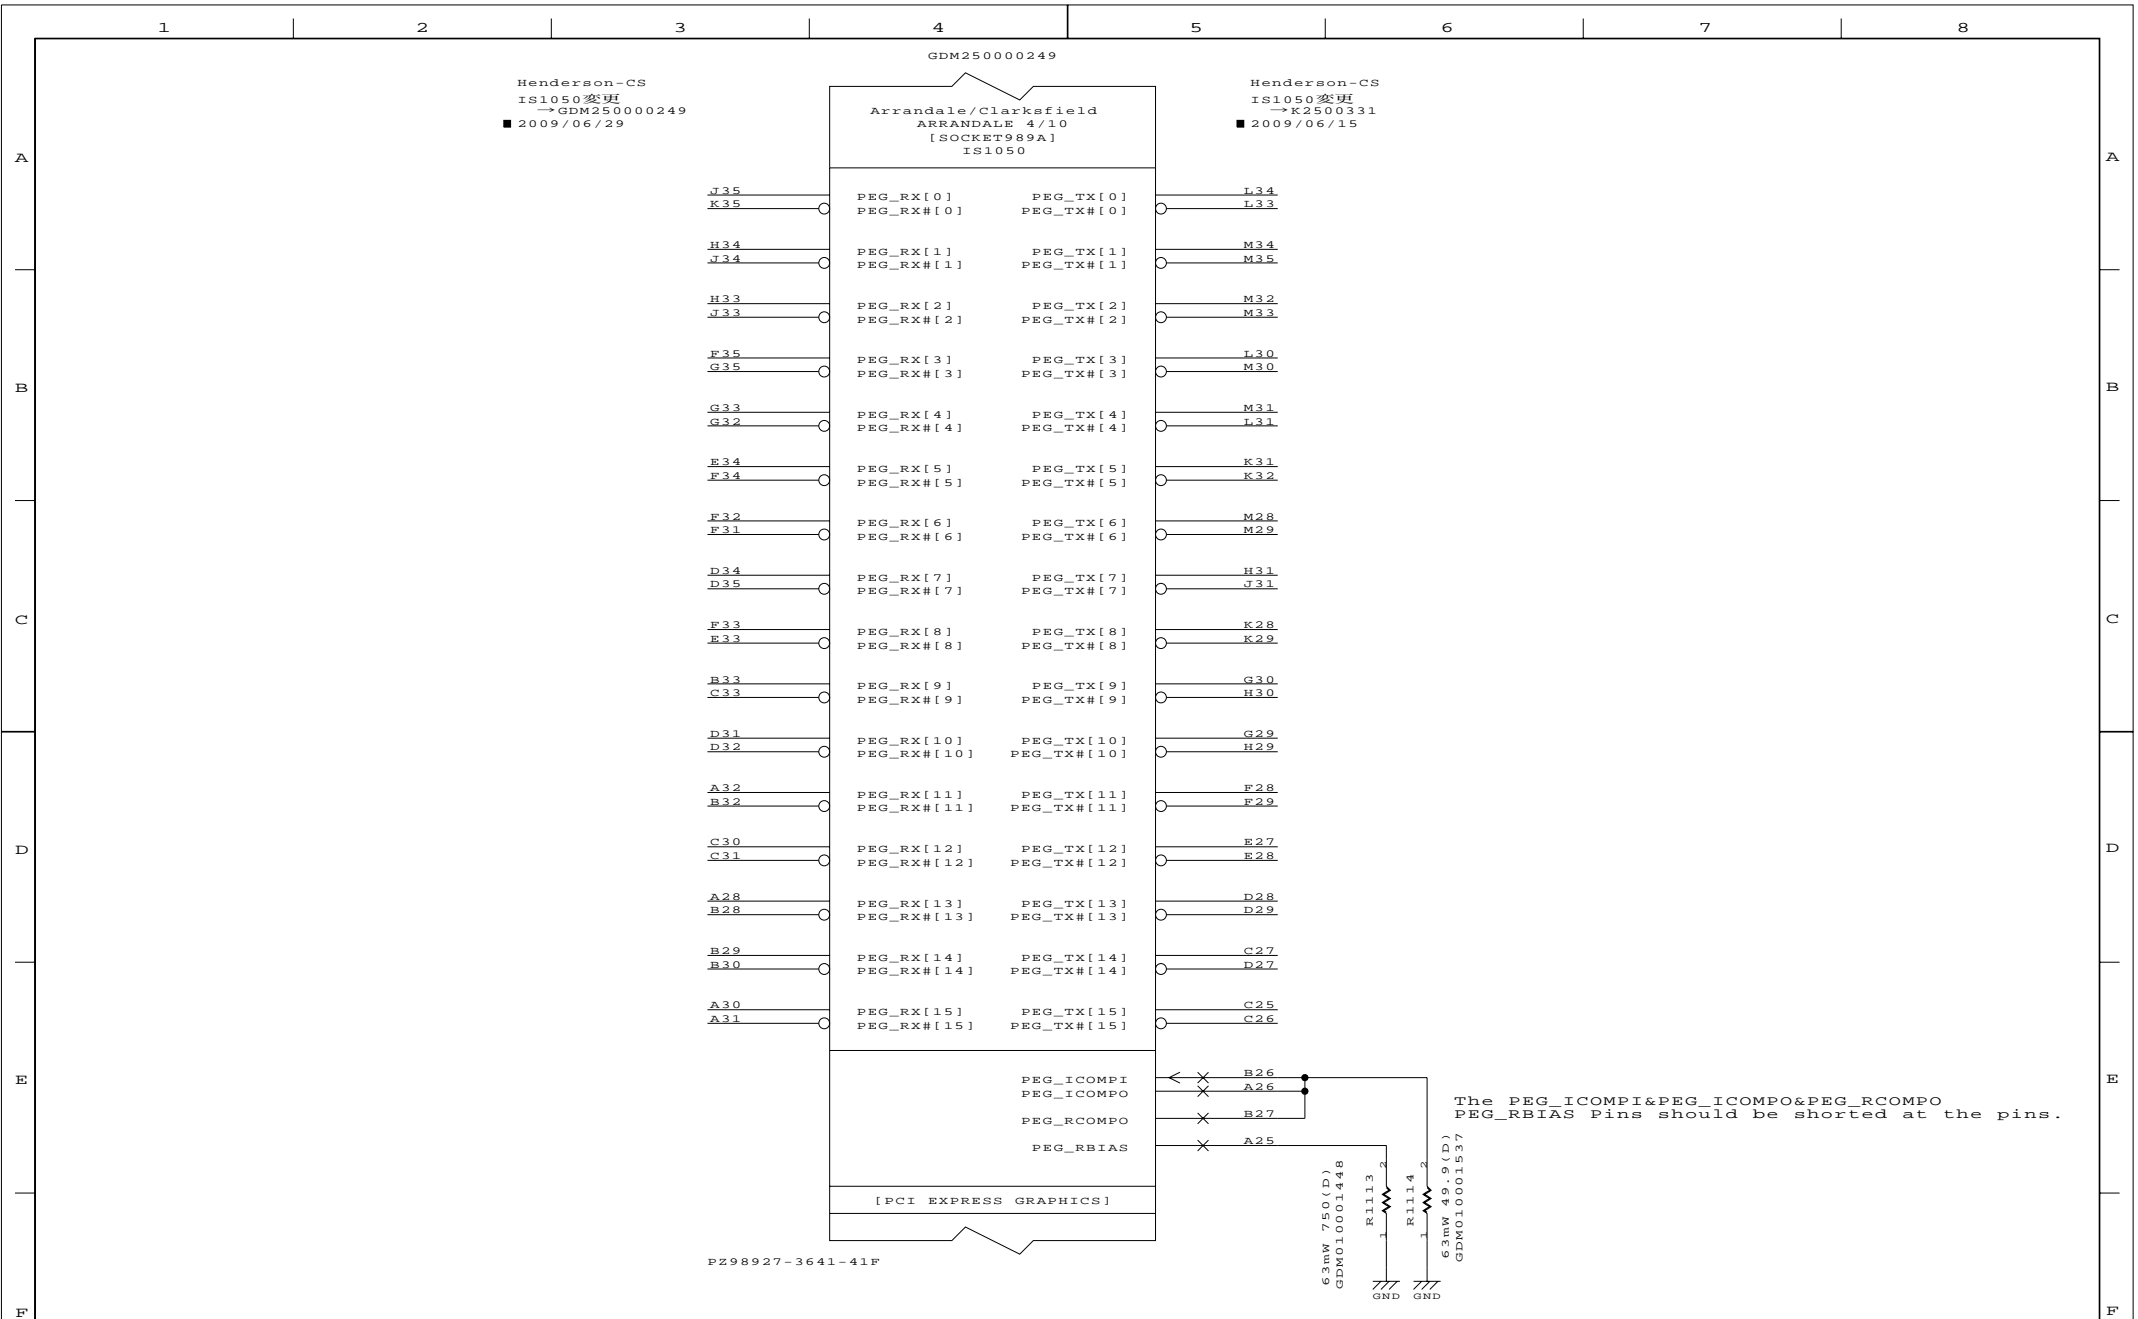 1 2 3 4 5 6 7 8
GDM250000249
Henderson-CS
IS1050変更
→GDM250000249
■ 2009/06/29
Henderson-CS
IS1050変更
→K2500331
■ 2009/06/15
Arrandale/Clarksfield
ARRANDALE 4/10
[SOCKET989A]
IS1050
A A
J35 PEG_RX[0] PEG_TX[0] L34
K35 PEG_RX#[0] PEG_TX#[0] L33
H34 PEG_RX[1] PEG_TX[1] M34
J34 PEG_RX#[1] PEG_TX#[1] M35
H33 PEG_RX[2] PEG_TX[2] M32
J33 PEG_RX#[2] PEG_TX#[2] M33
F35 PEG_RX[3] PEG_TX[3] L30
G35 PEG_RX#[3] PEG_TX#[3] M30
B B
G33 PEG_RX[4] PEG_TX[4] M31
G32 PEG_RX#[4] PEG_TX#[4] L31
E34 PEG_RX[5] PEG_TX[5] K31
F34 PEG_RX#[5] PEG_TX#[5] K32
F32 PEG_RX[6] PEG_TX[6] M28
F31 PEG_RX#[6] PEG_TX#[6] M29
D34 PEG_RX[7] PEG_TX[7] H31
D35 PEG_RX#[7] PEG_TX#[7] J31
C C
F33 PEG_RX[8] PEG_TX[8] K28
E33 PEG_RX#[8] PEG_TX#[8] K29
B33 PEG_RX[9] PEG_TX[9] G30
C33 PEG_RX#[9] PEG_TX#[9] H30
D31 PEG_RX[10] PEG_TX[10] G29
D32 PEG_RX#[10] PEG_TX#[10] H29
A32 PEG_RX[11] PEG_TX[11] F28
B32 PEG_RX#[11] PEG_TX#[11] F29
C30 PEG_RX[12] PEG_TX[12] E27
D D
C31 PEG_RX#[12] PEG_TX#[12] E28
A28 PEG_RX[13] PEG_TX[13] D28
B28 PEG_RX#[13] PEG_TX#[13] D29
B29 PEG_RX[14] PEG_TX[14] C27
B30 PEG_RX#[14] PEG_TX#[14] D27
A30 PEG_RX[15] PEG_TX[15] C25
A31 PEG_RX#[15] PEG_TX#[15] C26
E E
PEG_ICOMPI B26
PEG_ICOMPO A26
PEG_RCOMPO B27
PEG_RBIAS A25
The PEG_ICOMPI&PEG_ICOMPO&PEG_RCOMPO
PEG_RBIAS Pins should be shorted at the pins.
63mW 750(D)
GDM010001448
R1113
2
1
R1114
2
1
63mW 49.9(D)
GDM010001537
GND GND
[PCI EXPRESS GRAPHICS]
PZ98927-3641-41F
F F